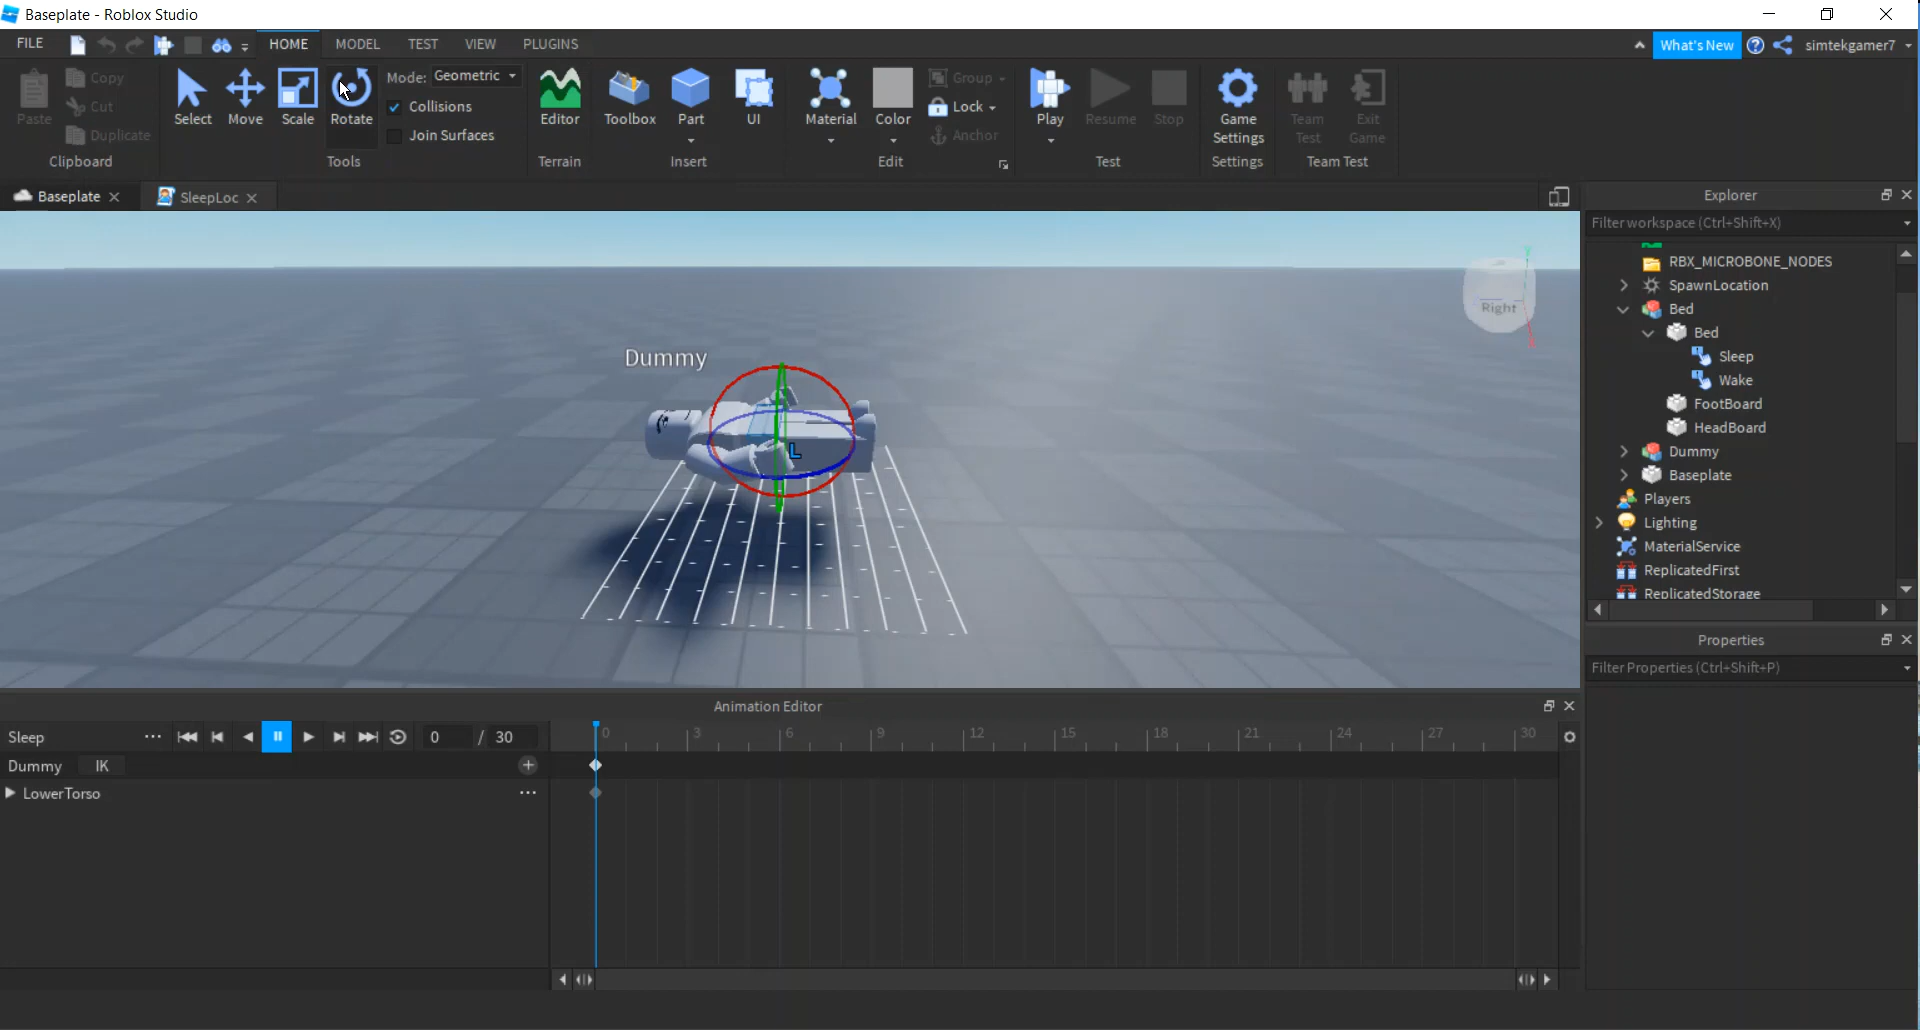 Baseplate - Roblox Studio
FILE
HOME
MODEL
TEST
VIEW
PLUGINS
What's New
simtekgamer7
Paste
Copy
Cut
Duplicate
Clipboard
Select
Move
Scale
Rotate
Mode: Geometric
Collisions
Join Surfaces
Tools
Editor
Terrain
Toolbox
Part
UI
Insert
Material
Color
Group
Lock
Anchor
Edit
Play
Resume
Stop
Test
Game
Settings
Settings
Team
Test
Exit
Game
Team Test
Baseplate
SleepLoc
Dummy
L
Right
Explorer
Filter workspace (Ctrl+Shift+X)
RBX_MICROBONE_NODES
SpawnLocation
Bed
Bed
Sleep
Wake
FootBoard
HeadBoard
Dummy
Baseplate
Players
Lighting
MaterialService
ReplicatedFirst
ReplicatedStorage
Properties
Filter Properties (Ctrl+Shift+P)
Animation Editor
Sleep
0 / 30
0 3 6 9 12 15 18 21 24 27 30
Dummy IK
LowerTorso